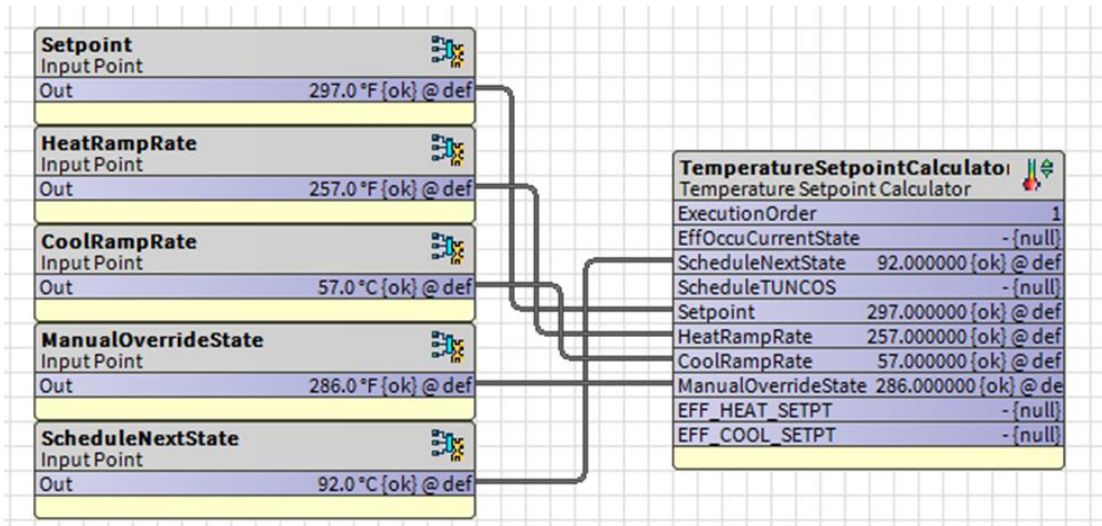 Setpoint
Input Point
Out 297.0 °F {ok} @ def
HeatRampRate
Input Point
Out 257.0 °F {ok} @ def
CoolRampRate
Input Point
Out 57.0 °C {ok} @ def
ManualOverrideState
Input Point
Out 286.0 °F {ok} @ def
ScheduleNextState
Input Point
Out 92.0 °C {ok} @ def
TemperatureSetpointCalculato
Temperature Setpoint Calculator
ExecutionOrder 1
EffOccuCurrentState - {null}
ScheduleNextState 92.000000 {ok} @ def
ScheduleTUNCOS - {null}
Setpoint 297.000000 {ok} @ def
HeatRampRate 257.000000 {ok} @ def
CoolRampRate 57.000000 {ok} @ def
ManualOverrideState 286.000000 {ok} @ de
EFF_HEAT_SETPT - {null}
EFF_COOL_SETPT - {null}